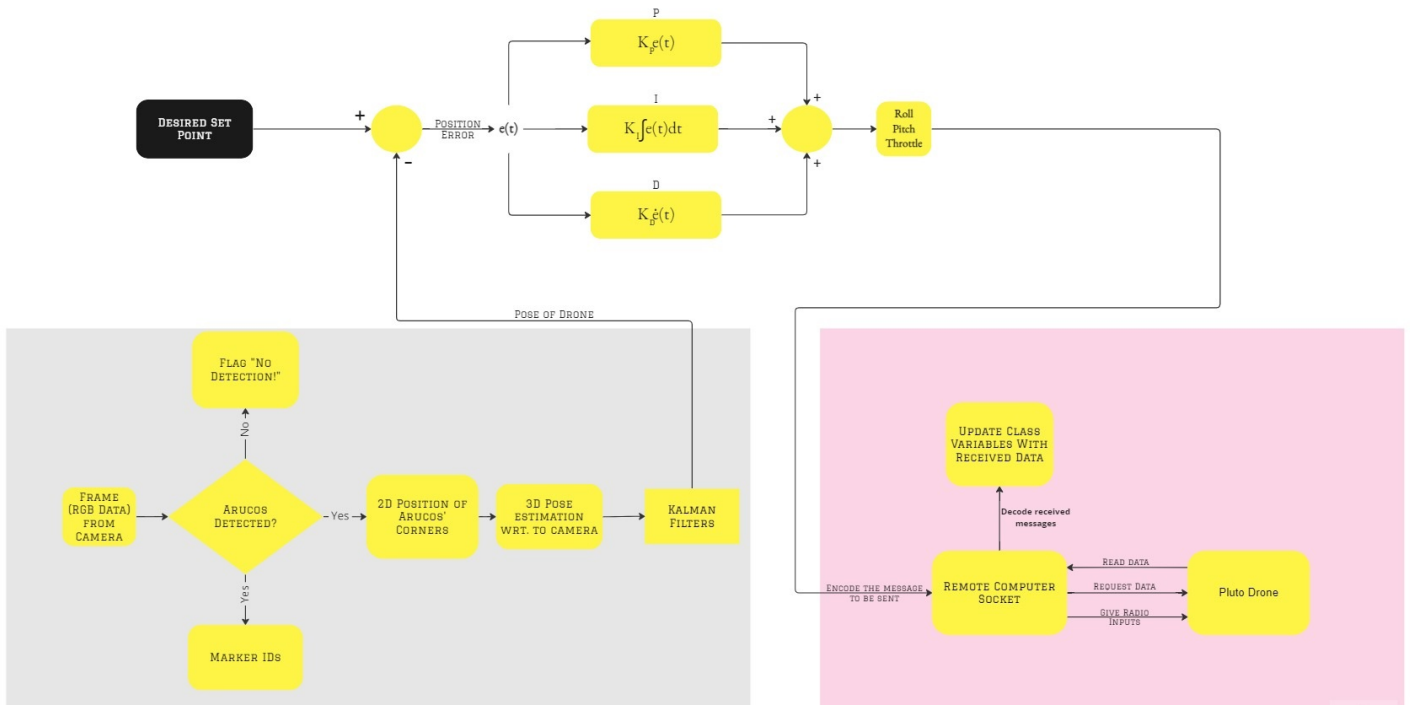 P
K_P e(t)
DESIRED SET
POINT
+
-
POSITION
ERROR
e(t)
I
K_I ∫e(t)dt
+
+
+
Roll
Pitch
Throttle
D
K_D ė(t)
POSE OF DRONE
FLAG "NO
DETECTION!"
No
FRAME
(RGB DATA)
FROM
CAMERA
ARUCOS
DETECTED?
Yes
2D POSITION OF
ARUCOS'
CORNERS
3D POSE
ESTIMATION
WRT. TO CAMERA
KALMAN
FILTERS
Yes
MARKER IDS
UPDATE CLASS
VARIABLES WITH
RECEIVED DATA
Decode received
messages
ENCODE THE MESSAGE
TO BE SENT
REMOTE COMPUTER
SOCKET
READ DATA
REQUEST DATA
GIVE RADIO
INPUTS
Pluto Drone